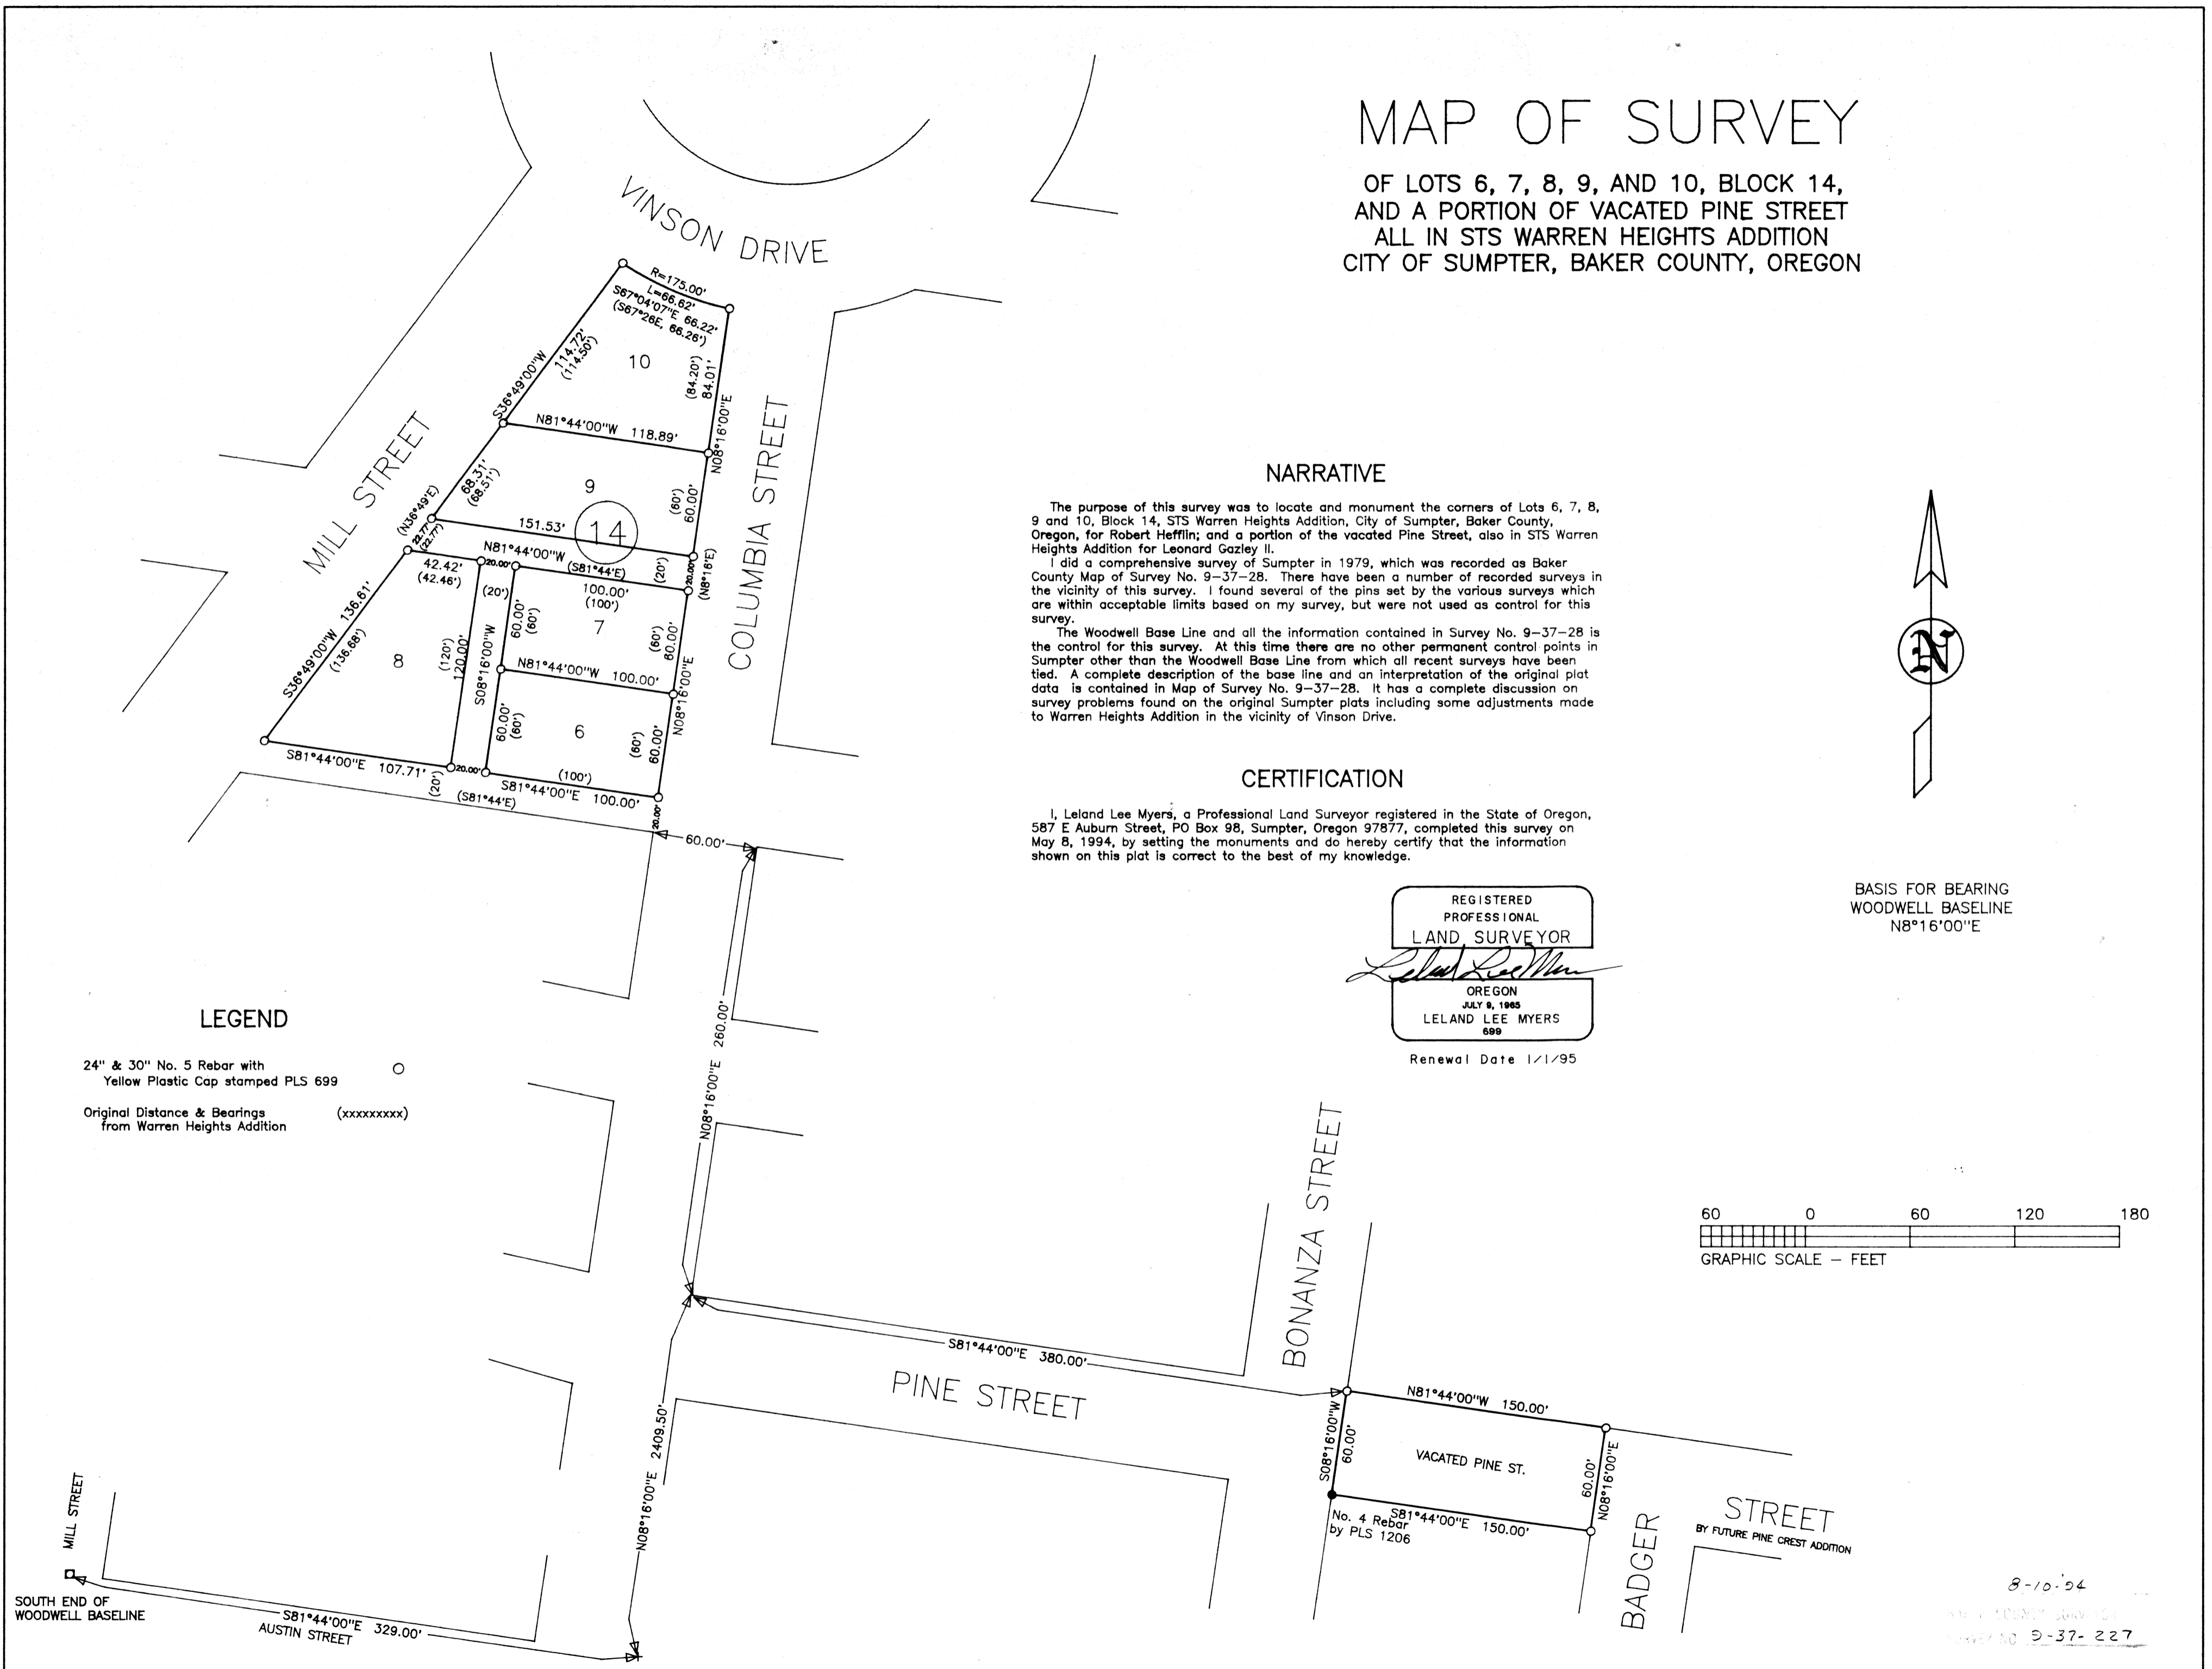 MAP OF SURVEY
OF LOTS 6, 7, 8, 9, AND 10, BLOCK 14,
AND A PORTION OF VACATED PINE STREET
ALL IN STS WARREN HEIGHTS ADDITION
CITY OF SUMPTER, BAKER COUNTY, OREGON
VINSON DRIVE
R=175.00'
L=66.62'
S67°04'07"E 66.22'
(S67°26E, 66.26')
S36°49'00"W
114.72'
(114.50')
10
(84.20')
84.01'
N08°16'00"E
N81°44'00"W 118.89'
MILL STREET
COLUMBIA STREET
68.31'
(68.51')
9
(60')
60.00'
(N36°49'E)
22.77'
(22.77')
151.53'
14
N81°44'00"W
(S81°44'E)
(20')
20.00'
(N8°16'E)
42.42'
(42.46')
20.00'
(20')
100.00'
(100')
60.00'
(60')
7
(60')
60.00'
S36°49'00"W 136.61'
(136.68')
8
(120')
120.00'
S08°16'00"W
N81°44'00"W 100.00'
N08°16'00"E
60.00'
(60')
6
(60')
60.00'
S81°44'00"E 107.71'
(20')
20.00'
(100')
S81°44'00"E 100.00'
(S81°44'E)
20.00'
60.00'
N08°16'00"E 260.00'
NARRATIVE
The purpose of this survey was to locate and monument the corners of Lots 6, 7, 8,
9 and 10, Block 14, STS Warren Heights Addition, City of Sumpter, Baker County,
Oregon, for Robert Hefflin; and a portion of the vacated Pine Street, also in STS Warren
Heights Addition for Leonard Gazley II.
I did a comprehensive survey of Sumpter in 1979, which was recorded as Baker
County Map of Survey No. 9-37-28. There have been a number of recorded surveys in
the vicinity of this survey. I found several of the pins set by the various surveys which
are within acceptable limits based on my survey, but were not used as control for this
survey.
The Woodwell Base Line and all the information contained in Survey No. 9-37-28 is
the control for this survey. At this time there are no other permanent control points in
Sumpter other than the Woodwell Base Line from which all recent surveys have been
tied. A complete description of the base line and an interpretation of the original plat
data is contained in Map of Survey No. 9-37-28. It has a complete discussion on
survey problems found on the original Sumpter plats including some adjustments made
to Warren Heights Addition in the vicinity of Vinson Drive.
CERTIFICATION
I, Leland Lee Myers, a Professional Land Surveyor registered in the State of Oregon,
587 E Auburn Street, PO Box 98, Sumpter, Oregon 97877, completed this survey on
May 8, 1994, by setting the monuments and do hereby certify that the information
shown on this plat is correct to the best of my knowledge.
REGISTERED
PROFESSIONAL
LAND SURVEYOR
OREGON
JULY 9, 1965
LELAND LEE MYERS
699
Renewal Date 1/1/95
N
BASIS FOR BEARING
WOODWELL BASELINE
N8°16'00"E
LEGEND
24" & 30" No. 5 Rebar with
Yellow Plastic Cap stamped PLS 699
Original Distance & Bearings (xxxxxxxxx)
from Warren Heights Addition
60 0 60 120 180
GRAPHIC SCALE – FEET
BONANZA STREET
S81°44'00"E 380.00'
PINE STREET
N08°16'00"E 2409.50'
N81°44'00"W 150.00'
S08°16'00"W
60.00'
VACATED PINE ST.
60.00'
N08°16'00"E
S81°44'00"E 150.00'
No. 4 Rebar
by PLS 1206
BADGER
STREET
BY FUTURE PINE CREST ADDITION
MILL STREET
SOUTH END OF
WOODWELL BASELINE
S81°44'00"E 329.00'
AUSTIN STREET
8-10-94
9-37-227